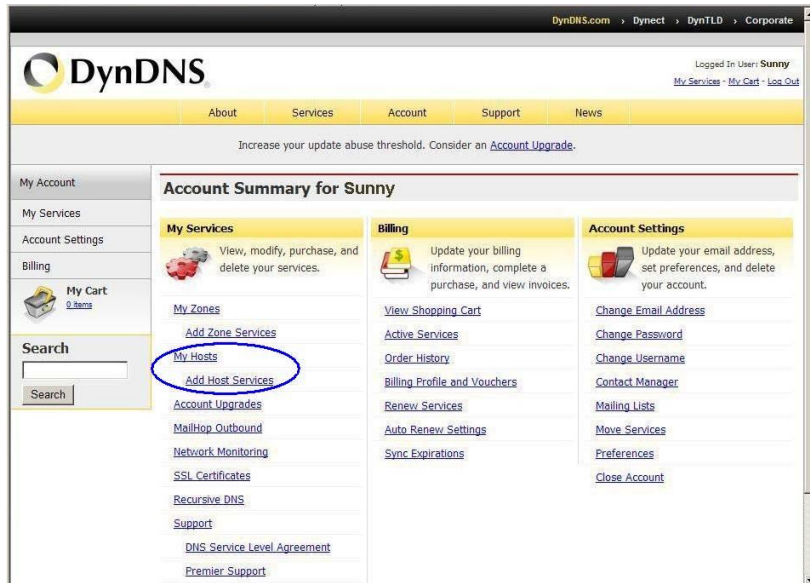 DynDNS.com › Dynect › DynTLD › Corporate
DynDNS
Logged In User: Sunny
My Services - My Cart - Log Out
About Services Account Support News
Increase your update abuse threshold. Consider an Account Upgrade.
My Account
My Services
Account Settings
Billing
My Cart
0 items
Search
Search
Account Summary for Sunny
My Services
View, modify, purchase, and
delete your services.
My Zones
Add Zone Services
My Hosts
Add Host Services
Account Upgrades
MailHop Outbound
Network Monitoring
SSL Certificates
Recursive DNS
Support
DNS Service Level Agreement
Premier Support
Billing
Update your billing
information, complete a
purchase, and view invoices.
View Shopping Cart
Active Services
Order History
Billing Profile and Vouchers
Renew Services
Auto Renew Settings
Sync Expirations
Account Settings
Update your email address,
set preferences, and delete
your account.
Change Email Address
Change Password
Change Username
Contact Manager
Mailing Lists
Move Services
Preferences
Close Account